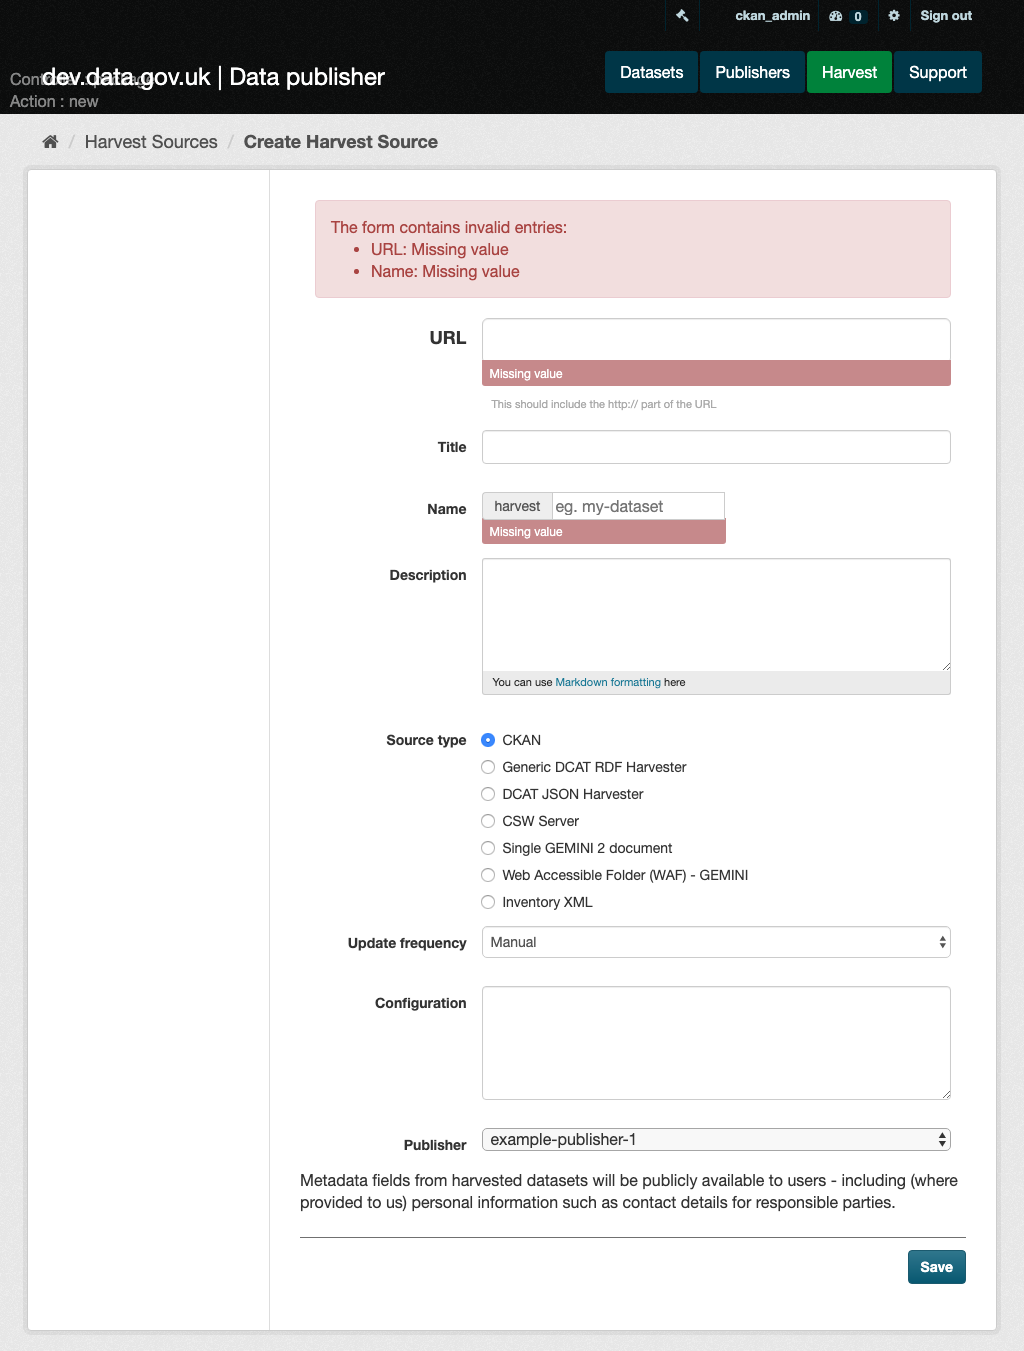 ckan_admin 0 Sign out
dev.data.gov.uk | Data publisher
Action : new
Datasets Publishers Harvest Support
/ Harvest Sources / Create Harvest Source
The form contains invalid entries:
• URL: Missing value
• Name: Missing value
URL
Missing value
This should include the http:// part of the URL
Title
Name harvest eg. my-dataset
Missing value
Description
You can use Markdown formatting here
Source type CKAN
Generic DCAT RDF Harvester
DCAT JSON Harvester
CSW Server
Single GEMINI 2 document
Web Accessible Folder (WAF) - GEMINI
Inventory XML
Update frequency Manual
Configuration
Publisher example-publisher-1
Metadata fields from harvested datasets will be publicly available to users - including (where
provided to us) personal information such as contact details for responsible parties.
Save